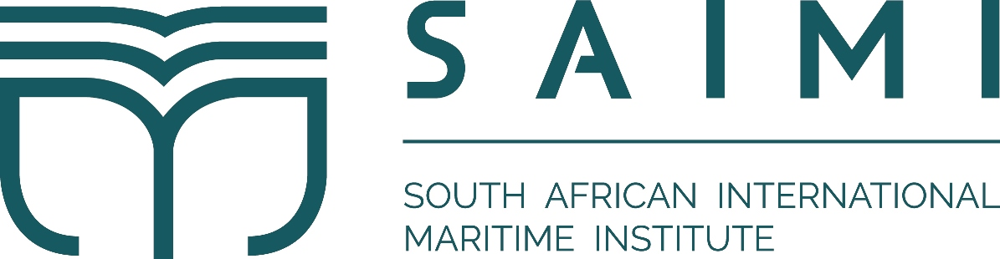 SAIMI
SOUTH AFRICAN INTERNATIONAL
MARITIME INSTITUTE